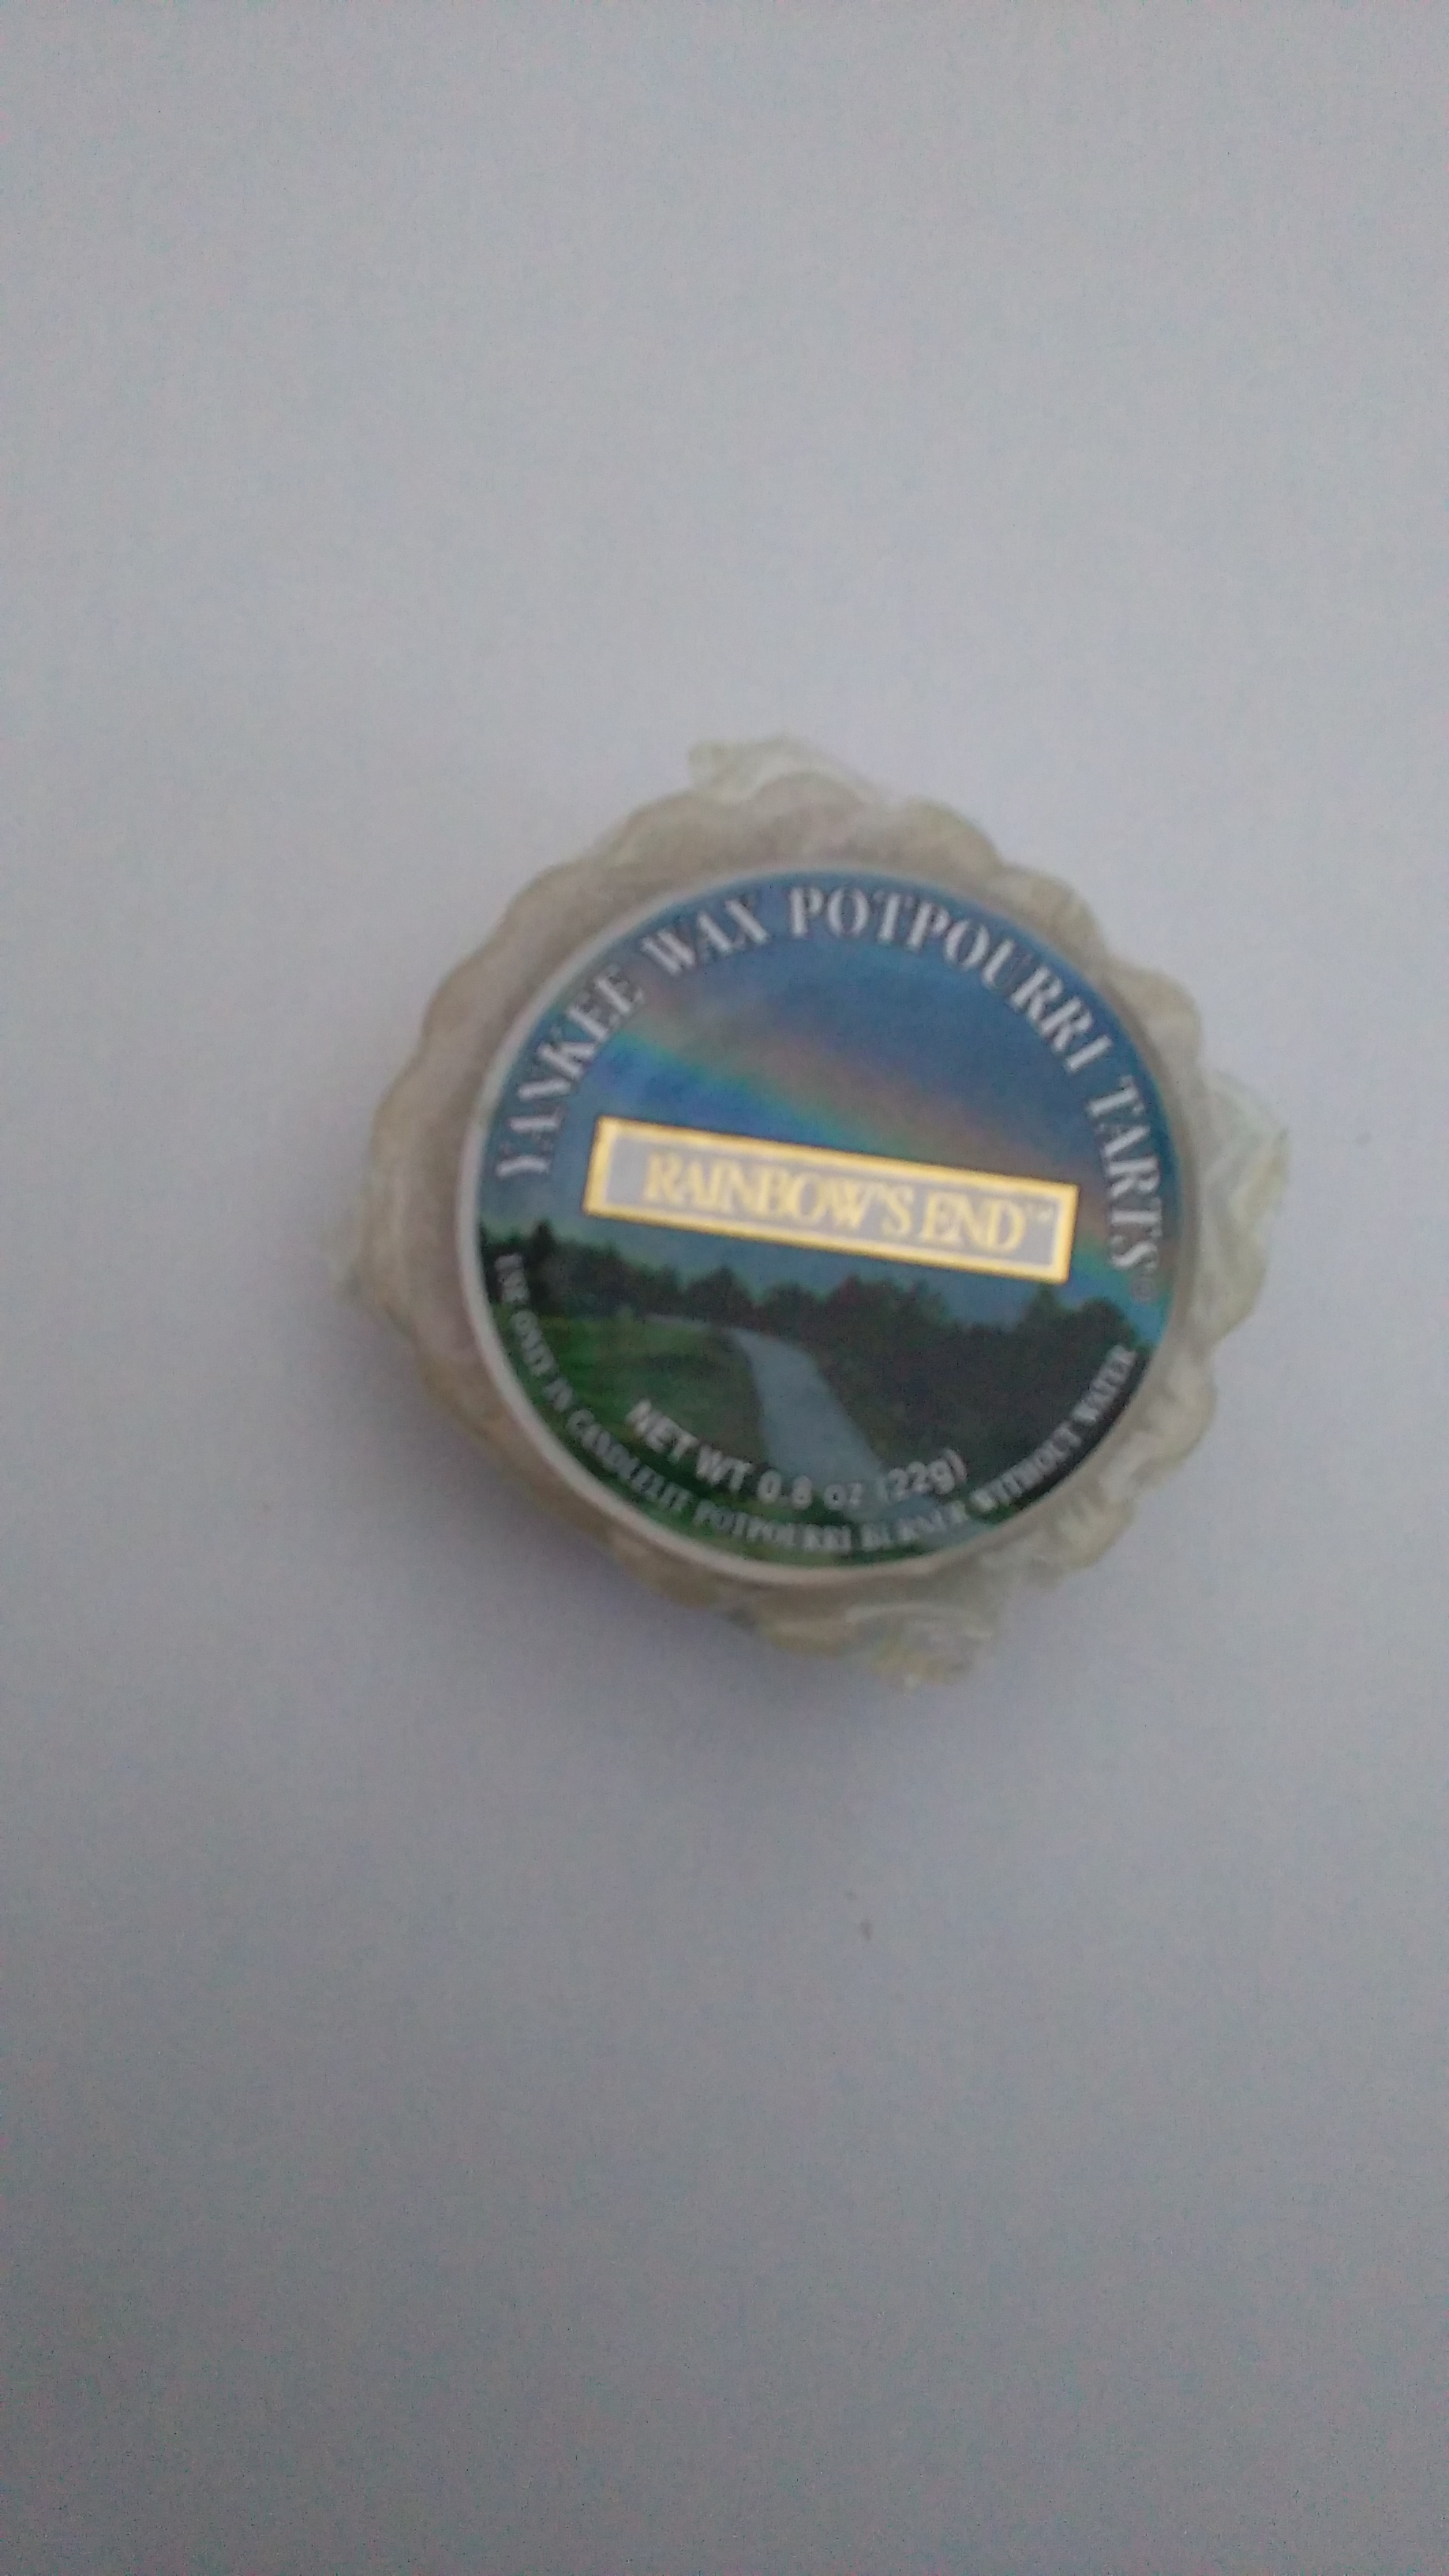 YANKEE WAX POTPOURRI TARTS®
RAINBOW'S END™
NET WT 0.8 oz (22g)
USE ONLY IN CANDLELIT POTPOURRI BURNER WITHOUT WATER